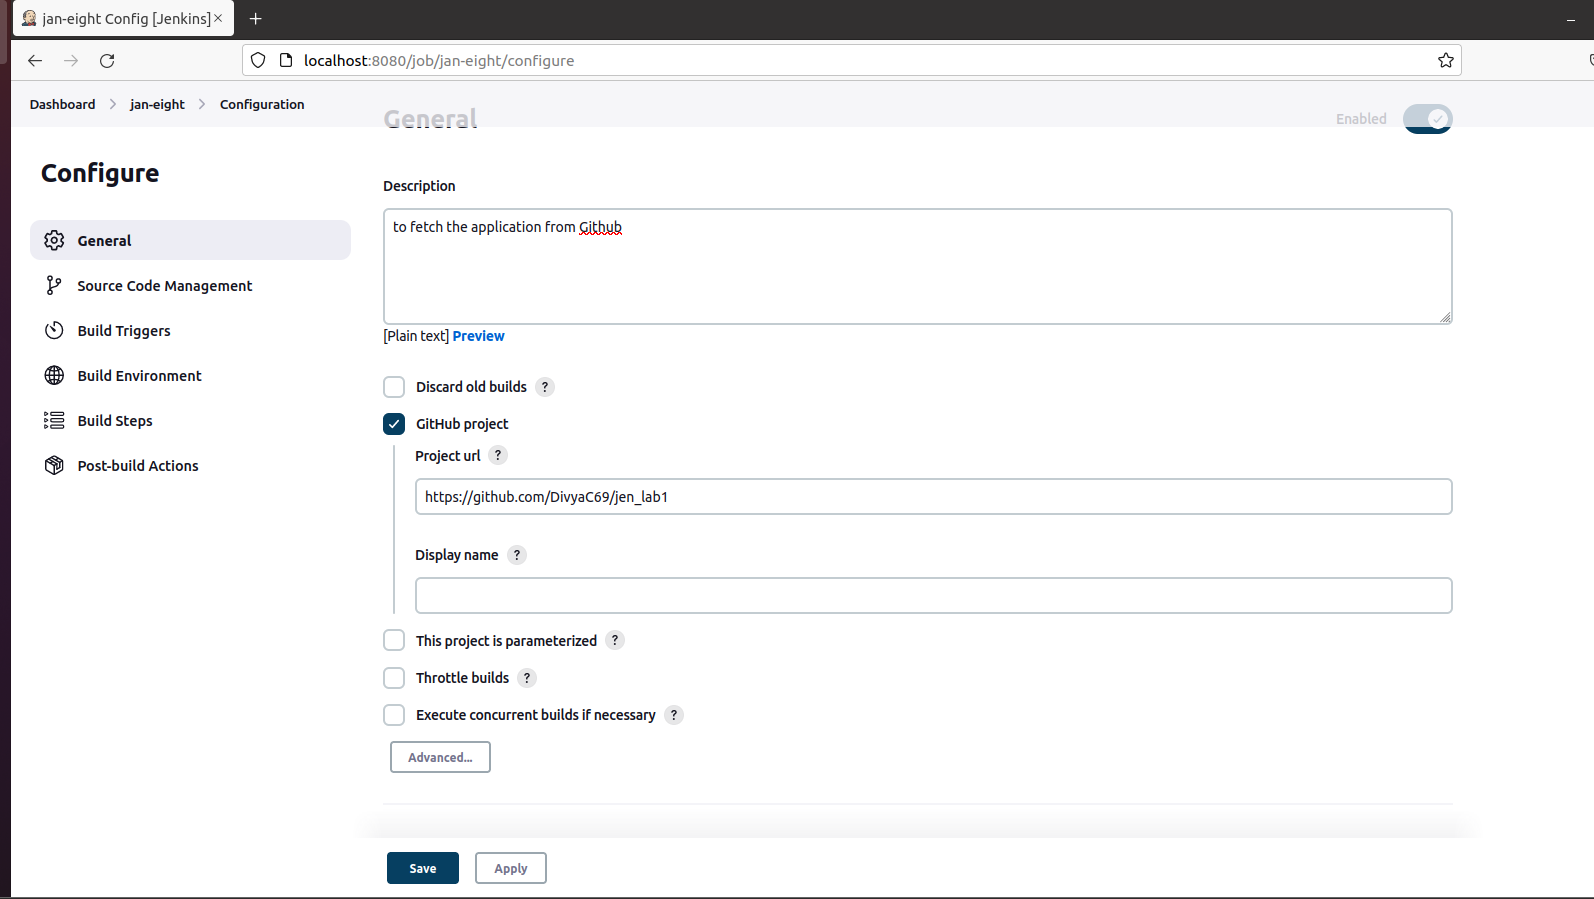 jan-eight Config [Jenkins]
localhost:8080/job/jan-eight/configure
Dashboard > jan-eight > Configuration
General
Enabled
Configure
General
Source Code Management
Build Triggers
Build Environment
Build Steps
Post-build Actions
Description
to fetch the application from Github
[Plain text] Preview
Discard old builds ?
GitHub project
Project url ?
https://github.com/DivyaC69/jen_lab1
Display name ?
This project is parameterized ?
Throttle builds ?
Execute concurrent builds if necessary ?
Advanced...
Save Apply